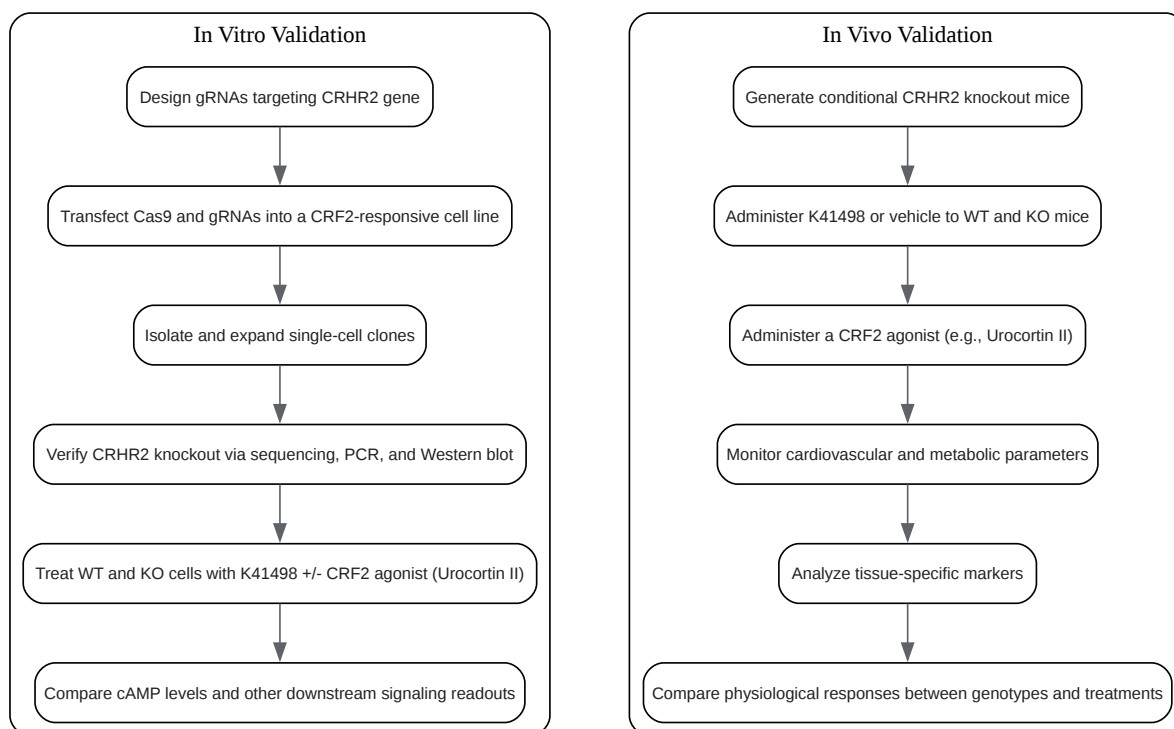 In Vitro Validation
Design gRNAs targeting CRHR2 gene
Transfect Cas9 and gRNAs into a CRF2-responsive cell line
Isolate and expand single-cell clones
Verify CRHR2 knockout via sequencing, PCR, and Western blot
Treat WT and KO cells with K41498 +/- CRF2 agonist (Urocortin II)
Compare cAMP levels and other downstream signaling readouts
In Vivo Validation
Generate conditional CRHR2 knockout mice
Administer K41498 or vehicle to WT and KO mice
Administer a CRF2 agonist (e.g., Urocortin II)
Monitor cardiovascular and metabolic parameters
Analyze tissue-specific markers
Compare physiological responses between genotypes and treatments